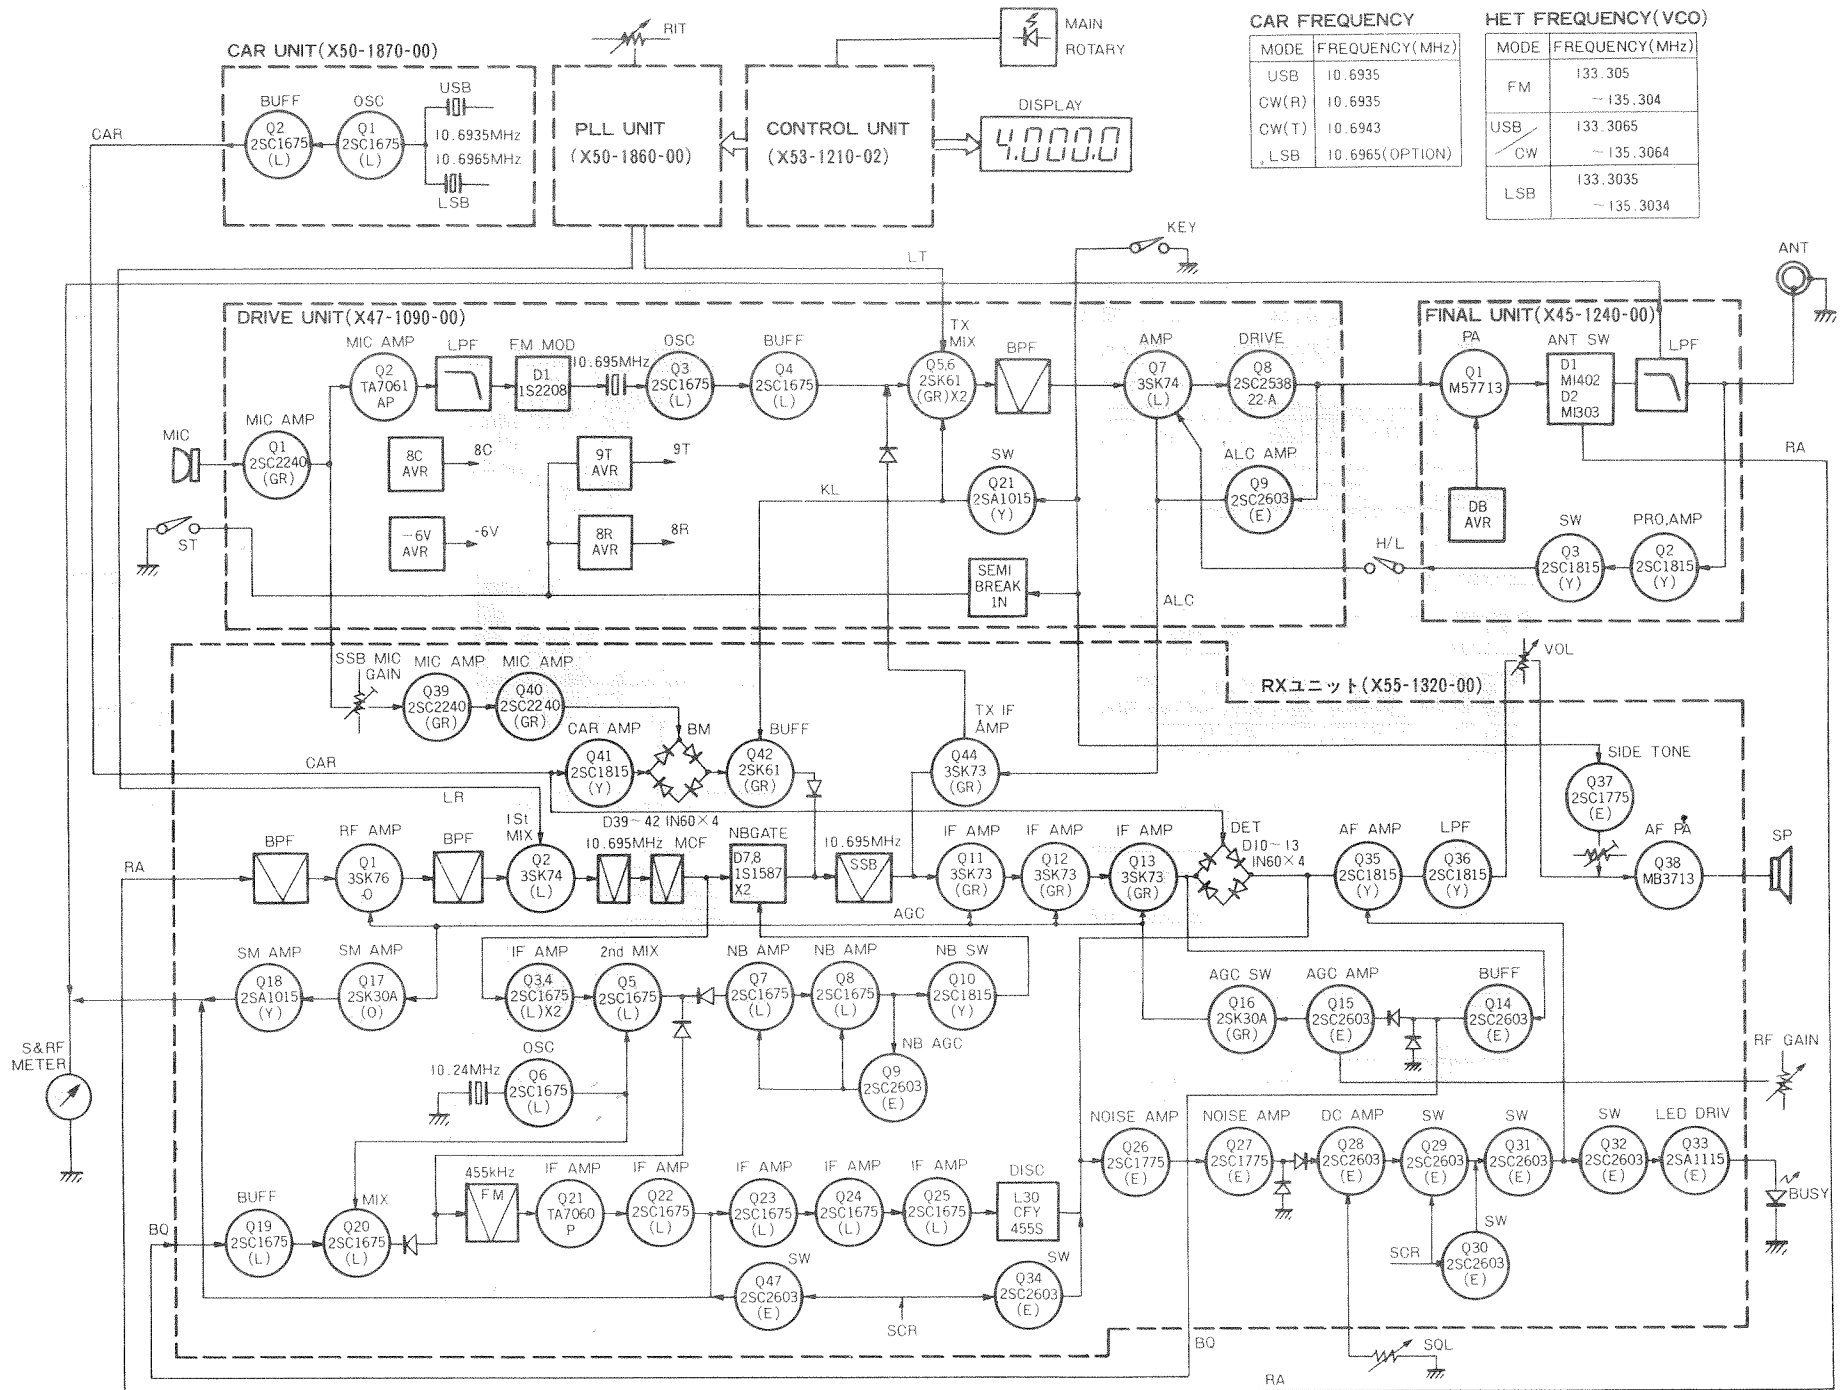 CAR UNIT(X50-1870-00)
BUFF
OSC
USB
Q2
2SC1675
(L)
Q1
2SC1675
(L)
10.6935MHz
10.6965MHz
LSB
CAR
RIT
PLL UNIT
(X50-1860-00)
CONTROL UNIT
(X53-1210-02)
MAIN
ROTARY
DISPLAY
4.000.0
CAR FREQUENCY
MODE FREQUENCY(MHz)
USB 10.6935
CW(R) 10.6935
CW(T) 10.6943
LSB 10.6965(OPTION)
HET FREQUENCY(VCO)
MODE FREQUENCY(MHz)
FM 133.305
~135.304
USB/CW 133.3065
~135.3064
LSB 133.3035
~135.3034
KEY
LT
ANT
DRIVE UNIT(X47-1090-00)
MIC AMP
Q2
TA7061
AP
LPF
FM MOD
D1
1S2208
10.695MHz
OSC
Q3
2SC1675
(L)
BUFF
Q4
2SC1675
(L)
TX
MIX
Q5,6
2SK61
(GR)X2
BPF
AMP
Q7
3SK74
(L)
DRIVE
Q8
2SC2538
22-A
MIC
MIC AMP
Q1
2SC2240
(GR)
8C
AVR
8C
9T
AVR
9T
-6V
AVR
-6V
8R
AVR
8R
ST
KL
SW
Q21
2SA1015
(Y)
ALC AMP
Q9
2SC2603
(E)
SEMI
BREAK
1N
ALC
FINAL UNIT(X45-1240-00)
PA
Q1
M57713
ANT SW
D1
MI402
D2
MI303
LPF
RA
DB
AVR
SW
Q3
2SC1815
(Y)
PRO,AMP
Q2
2SC1815
(Y)
H/L
VOL
RXユニット(X55-1320-00)
SSB MIC
GAIN
MIC AMP
Q39
2SC2240
(GR)
MIC AMP
Q40
2SC2240
(GR)
CAR AMP
Q41
2SC1815
(Y)
BM
BUFF
Q42
2SK61
(GR)
TX IF
AMP
Q44
3SK73
(GR)
D39~42 IN60×4
CAR
LR
SIDE TONE
Q37
2SC1775
(E)
RA
BPF
RF AMP
Q1
3SK76
-O
BPF
1St
MIX
Q2
3SK74
(L)
10.695MHz MCF
NBGATE
D7,8
1S1587
X2
10.695MHz
SSB
IF AMP
Q11
3SK73
(GR)
IF AMP
Q12
3SK73
(GR)
IF AMP
Q13
3SK73
(GR)
DET
D10~13
IN60×4
AF AMP
Q35
2SC1815
(Y)
LPF
Q36
2SC1815
(Y)
AF PA
Q38
MB3713
SP
AGC
SM AMP
Q18
2SA1015
(Y)
SM AMP
Q17
2SK30A
(O)
IF AMP
Q3,4
2SC1675
(L)X2
2nd MIX
Q5
2SC1675
(L)
NB AMP
Q7
2SC1675
(L)
NB AMP
Q8
2SC1675
(L)
NB SW
Q10
2SC1815
(Y)
AGC SW
Q16
2SK30A
(GR)
AGC AMP
Q15
2SC2603
(E)
BUFF
Q14
2SC2603
(E)
S&RF
METER
10.24MHz
OSC
Q6
2SC1675
(L)
NB AGC
Q9
2SC2603
(E)
RF GAIN
NOISE AMP
Q26
2SC1775
(E)
NOISE AMP
Q27
2SC1775
(E)
DC AMP
Q28
2SC2603
(E)
SW
Q29
2SC2603
(E)
SW
Q31
2SC2603
(E)
SW
Q32
2SC2603
(E)
LED DRIV
Q33
2SA1115
(E)
BUSY
BQ
BUFF
Q19
2SC1675
(L)
MIX
Q20
2SC1675
(L)
455kHz
FM
IF AMP
Q21
TA7060
P
IF AMP
Q22
2SC1675
(L)
IF AMP
Q23
2SC1675
(L)
IF AMP
Q24
2SC1675
(L)
IF AMP
Q25
2SC1675
(L)
DISC
L30
CFY
455S
SCR
SW
Q30
2SC2603
(E)
SW
Q47
2SC2603
(E)
SCR
SW
Q34
2SC2603
(E)
BQ
SQL
RA